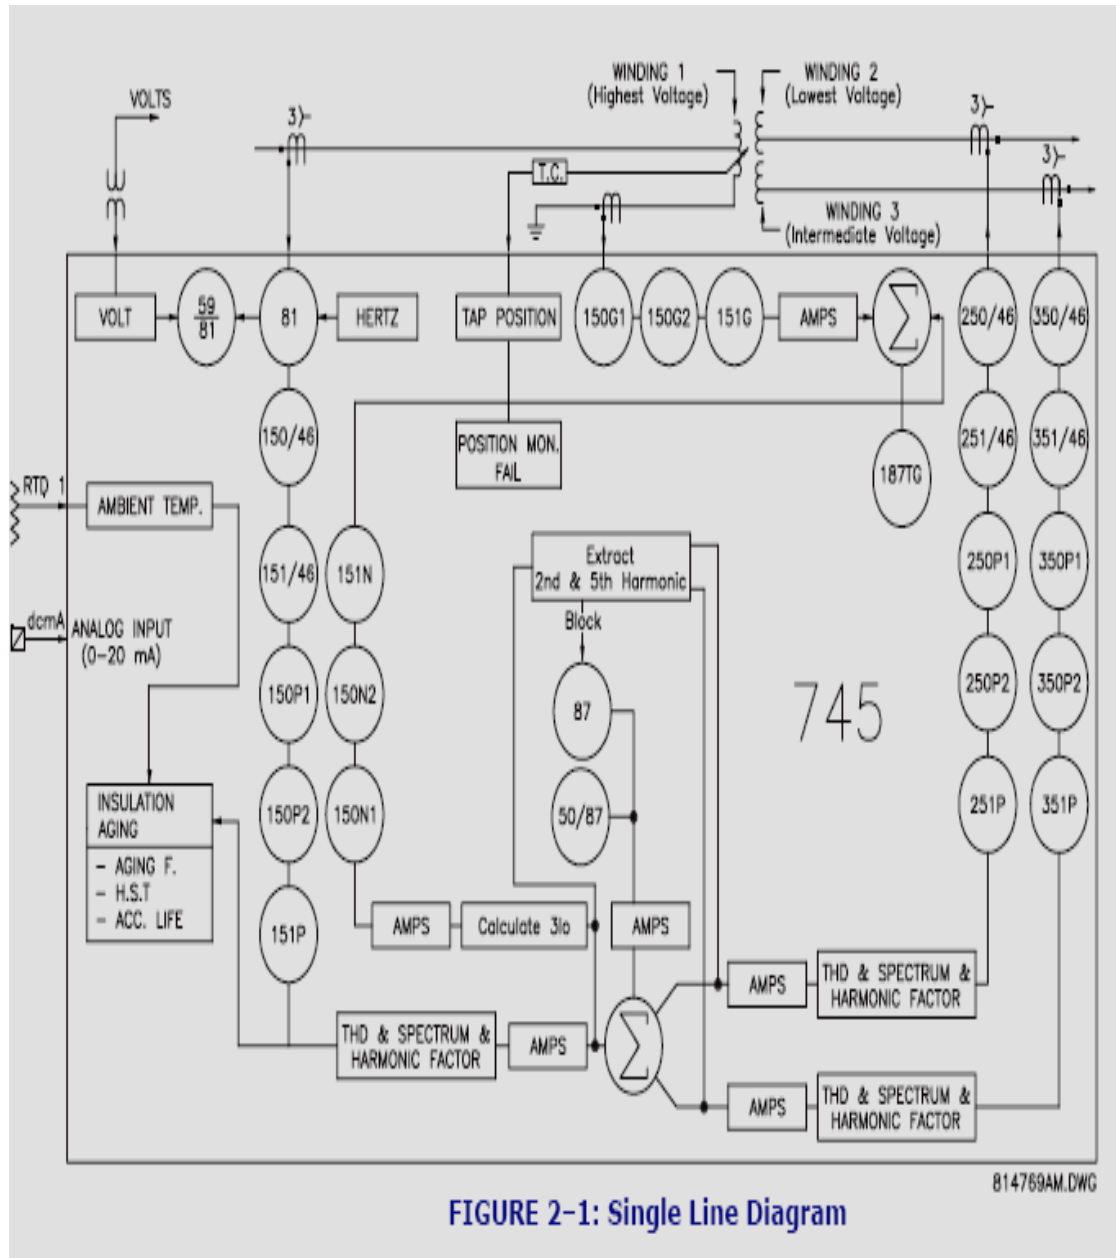 WINDING 1
(Highest Voltage)
WINDING 2
(Lowest Voltage)
VOLTS
3)-
3)-
3)-
T.C.
WINDING 3
(Intermediate Voltage)
VOLT
59
81
81
HERTZ
TAP POSITION
150G1
150G2
151G
AMPS
Σ
250/46
350/46
150/46
POSITION MON.
FAIL
187TG
251/46
351/46
RTD 1
AMBIENT TEMP.
151/46
151N
Extract
2nd & 5th Harmonic
250P1
350P1
dcmA
ANALOG INPUT
(0-20 mA)
Block
150P1
150N2
87
745
250P2
350P2
INSULATION
AGING
- AGING F.
- H.S.T
- ACC. LIFE
150P2
150N1
50/87
251P
351P
151P
AMPS
Calculate 3Io
AMPS
AMPS
THD & SPECTRUM &
HARMONIC FACTOR
THD & SPECTRUM &
HARMONIC FACTOR
AMPS
Σ
AMPS
THD & SPECTRUM &
HARMONIC FACTOR
814769AM.DWG
FIGURE 2-1: Single Line Diagram